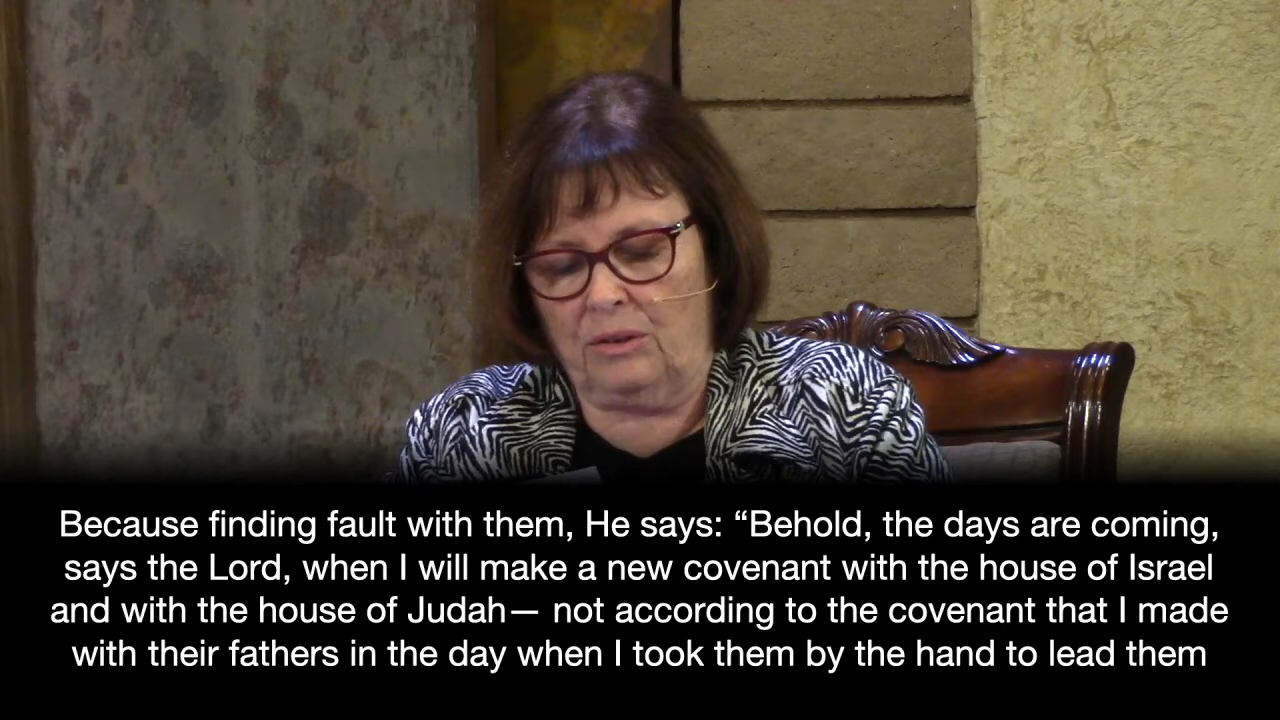 Because finding fault with them, He says: “Behold, the days are coming,
says the Lord, when I will make a new covenant with the house of Israel
and with the house of Judah— not according to the covenant that I made
with their fathers in the day when I took them by the hand to lead them